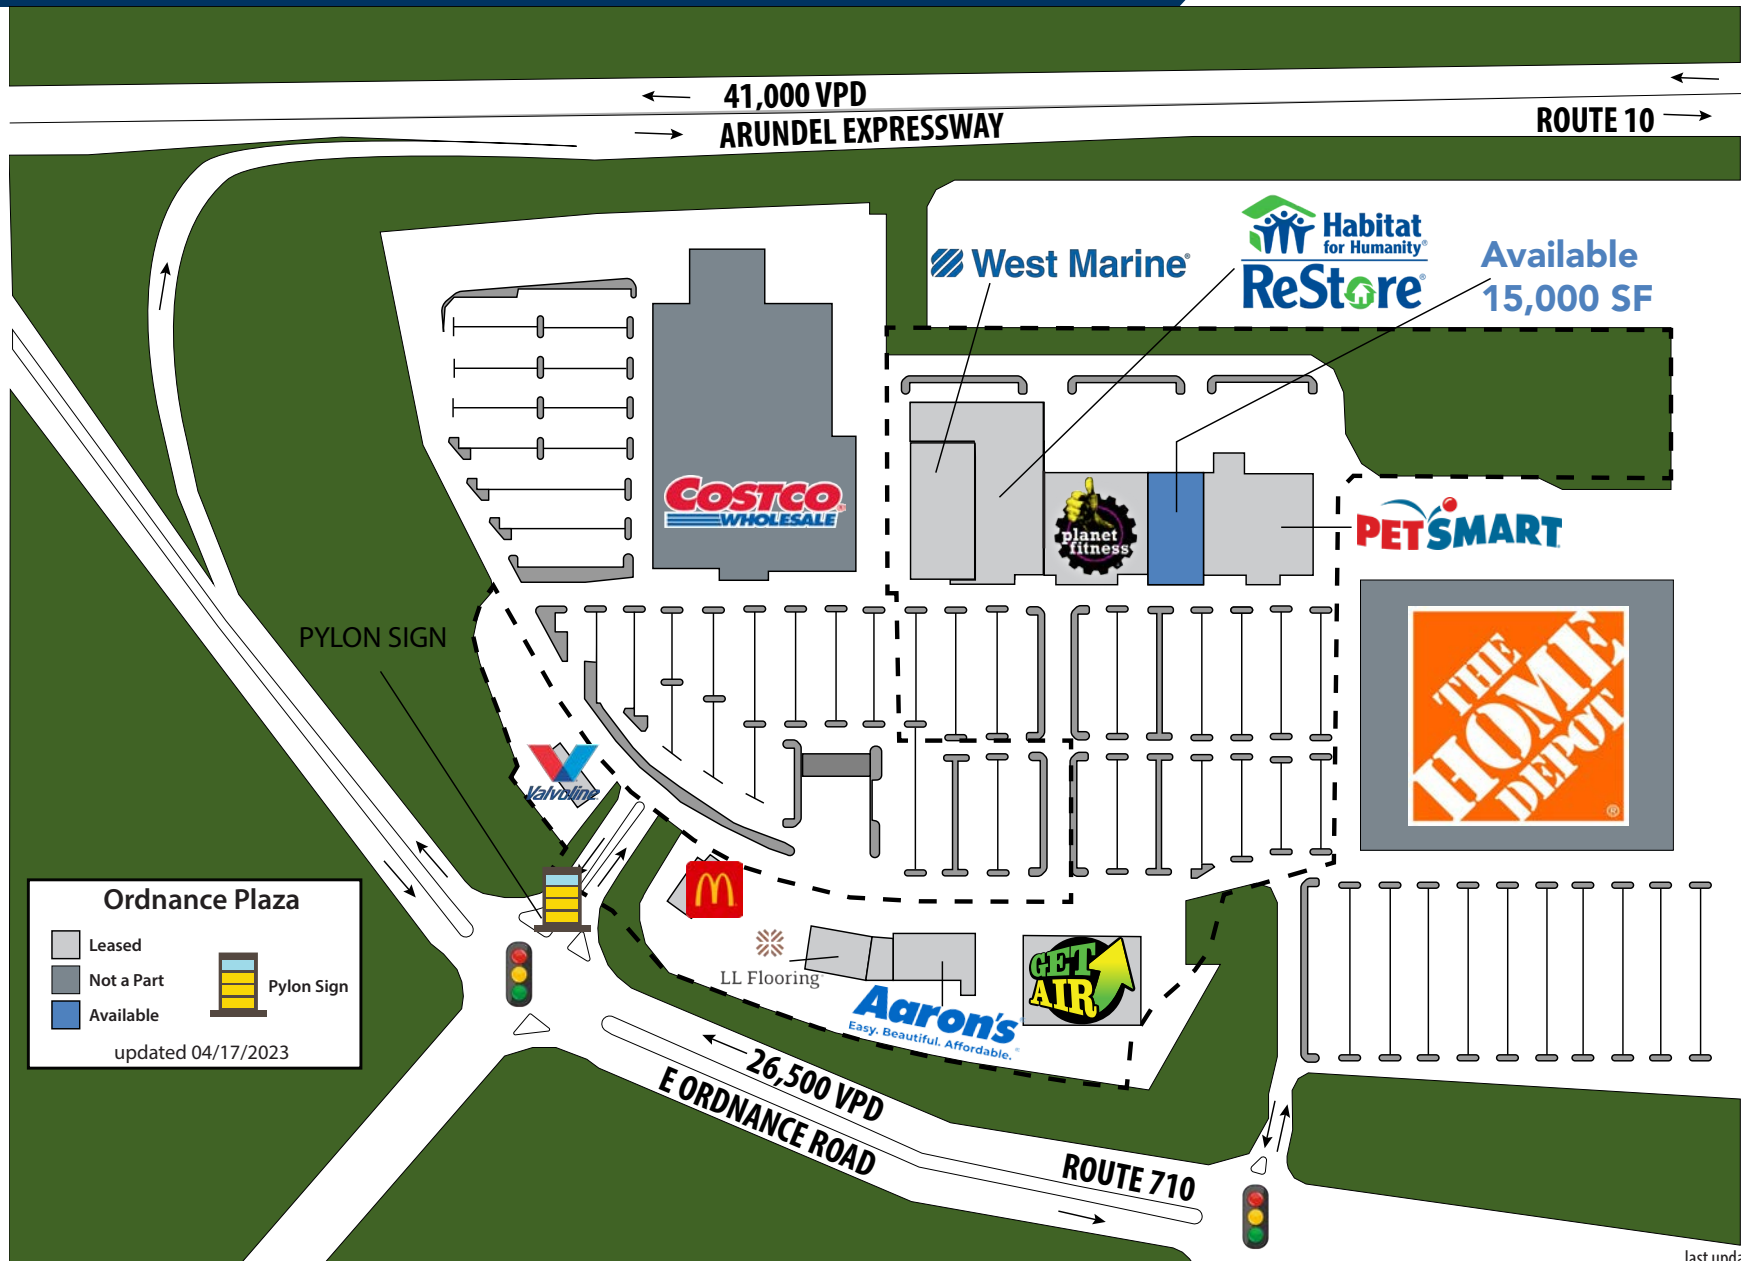 41,000 VPD
ARUNDEL EXPRESSWAY
ROUTE 10
West Marine®
Habitat
for Humanity®
ReStore®
Available
15,000 SF
COSTCO
WHOLESALE
planet
fitness
PETSMART
THE
HOME
DEPOT
®
PYLON SIGN
Valvoline
M
LL Flooring
Aaron's
Easy. Beautiful. Affordable.
GET
AIR
Ordnance Plaza
Leased
Not a Part
Available
Pylon Sign
updated 04/17/2023
26,500 VPD
E ORDNANCE ROAD
ROUTE 710
last upda